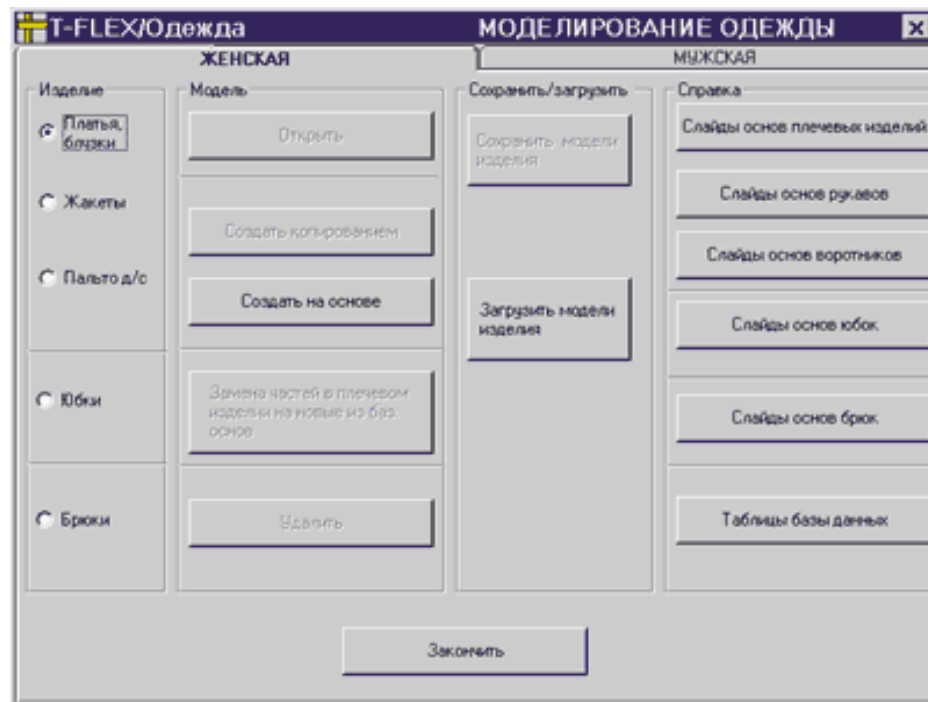 T-FLEX/Одежда МОДЕЛИРОВАНИЕ ОДЕЖДЫ
ЖЕНСКАЯ МУЖСКАЯ
Изделие Модель Сохранить/загрузить Справка
Платья,
блузки
Жакеты
Пальто д/с
Юбки
Брюки
Открыть
Создать копированием
Создать на основе
Замена частей в плечевом
изделии на новые из баз.
основ
Удалить
Сохранить модели
изделия
Загрузить модели
изделия
Слайды основ плечевых изделий
Слайды основ рукавов
Слайды основ воротников
Слайды основ юбок
Слайды основ брюк
Таблицы базы данных
Закончить